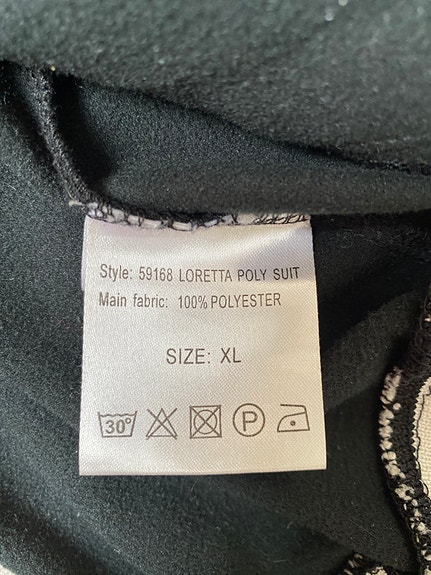 Style: 59168 LORETTA POLY SUIT
Main fabric: 100% POLYESTER
SIZE: XL
30° P